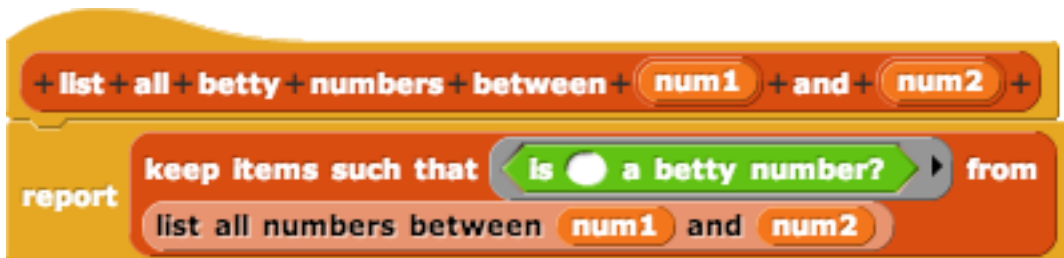 +list+all+betty+numbers+between+ num1 +and+ num2 +
keep items such that is a betty number? from
report
list all numbers between num1 and num2